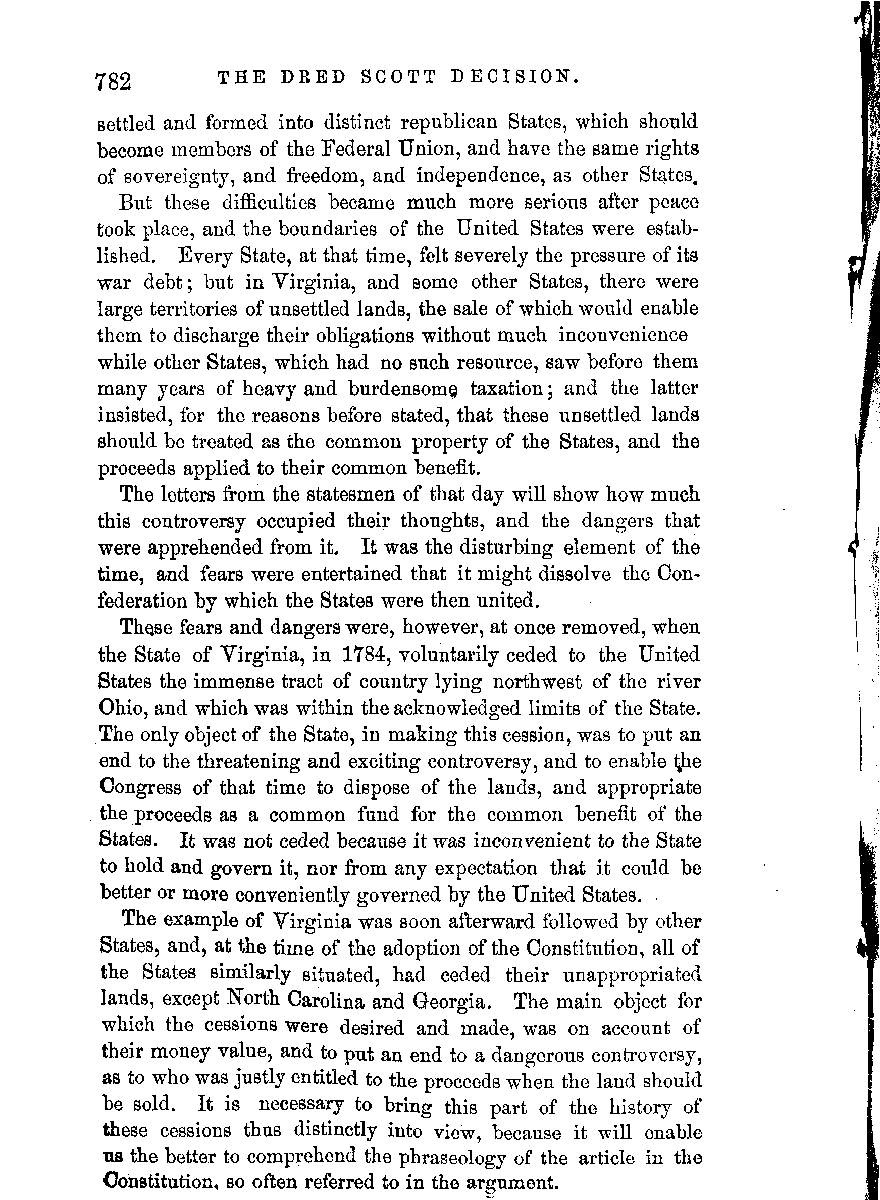 782 THE DRED SCOTT DECISION.
settled and formed into distinct republican States, which should
become members of the Federal Union, and have the same rights
of sovereignty, and freedom, and independence, as other States.
But these difficulties became much more serious after peace
took place, and the boundaries of the United States were estab-
lished. Every State, at that time, felt severely the pressure of its
war debt; but in Virginia, and some other States, there were
large territories of unsettled lands, the sale of which would enable
them to discharge their obligations without much inconvenience
while other States, which had no such resource, saw before them
many years of heavy and burdensome taxation; and the latter
insisted, for the reasons before stated, that these unsettled lands
should be treated as the common property of the States, and the
proceeds applied to their common benefit.
The letters from the statesmen of that day will show how much
this controversy occupied their thoughts, and the dangers that
were apprehended from it. It was the disturbing element of the
time, and fears were entertained that it might dissolve the Con-
federation by which the States were then united.
These fears and dangers were, however, at once removed, when
the State of Virginia, in 1784, voluntarily ceded to the United
States the immense tract of country lying northwest of the river
Ohio, and which was within the acknowledged limits of the State.
The only object of the State, in making this cession, was to put an
end to the threatening and exciting controversy, and to enable the
Congress of that time to dispose of the lands, and appropriate
the proceeds as a common fund for the common benefit of the
States. It was not ceded because it was inconvenient to the State
to hold and govern it, nor from any expectation that it could be
better or more conveniently governed by the United States.
The example of Virginia was soon afterward followed by other
States, and, at the time of the adoption of the Constitution, all of
the States similarly situated, had ceded their unappropriated
lands, except North Carolina and Georgia. The main object for
which the cessions were desired and made, was on account of
their money value, and to put an end to a dangerous controversy,
as to who was justly entitled to the proceeds when the land should
be sold. It is necessary to bring this part of the history of
these cessions thus distinctly into view, because it will enable
us the better to comprehend the phraseology of the article in the
Constitution, so often referred to in the argument.